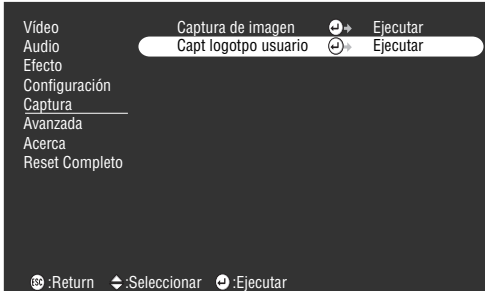 Vídeo
Captura de imagen Ejecutar
Audio
Capt logotpo usuario Ejecutar
Efecto
Configuración
Captura
Avanzada
Acerca
Reset Completo
ESC :Return :Seleccionar :Ejecutar